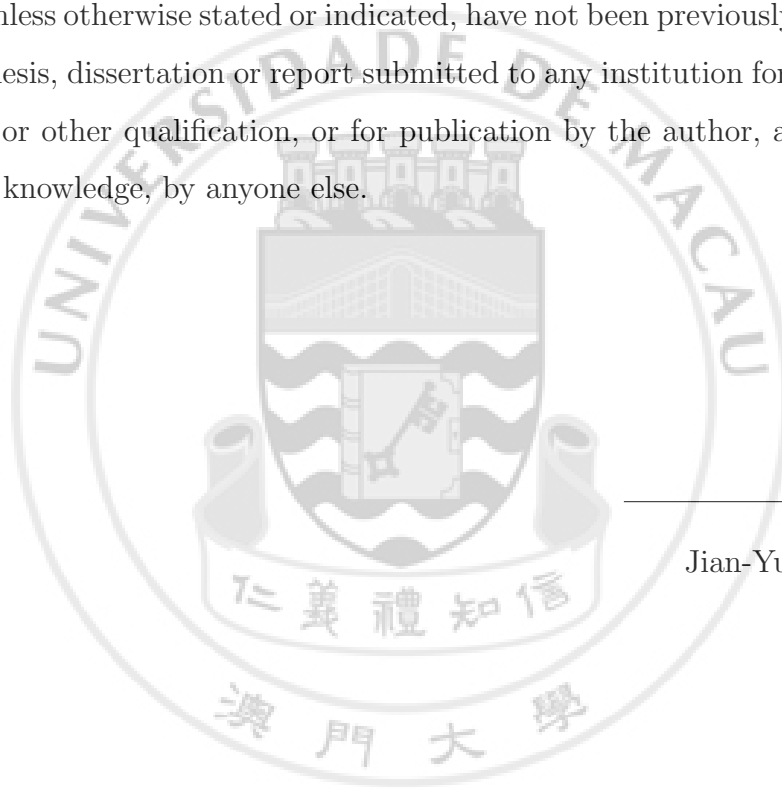 nless otherwise stated or indicated, have not been previously
esis, dissertation or report submitted to any institution for
or other qualification, or for publication by the author, a
knowledge, by anyone else.
UNIVERSIDADE DE MACAU
Jian-Yu
仁義禮知信
澳門大學